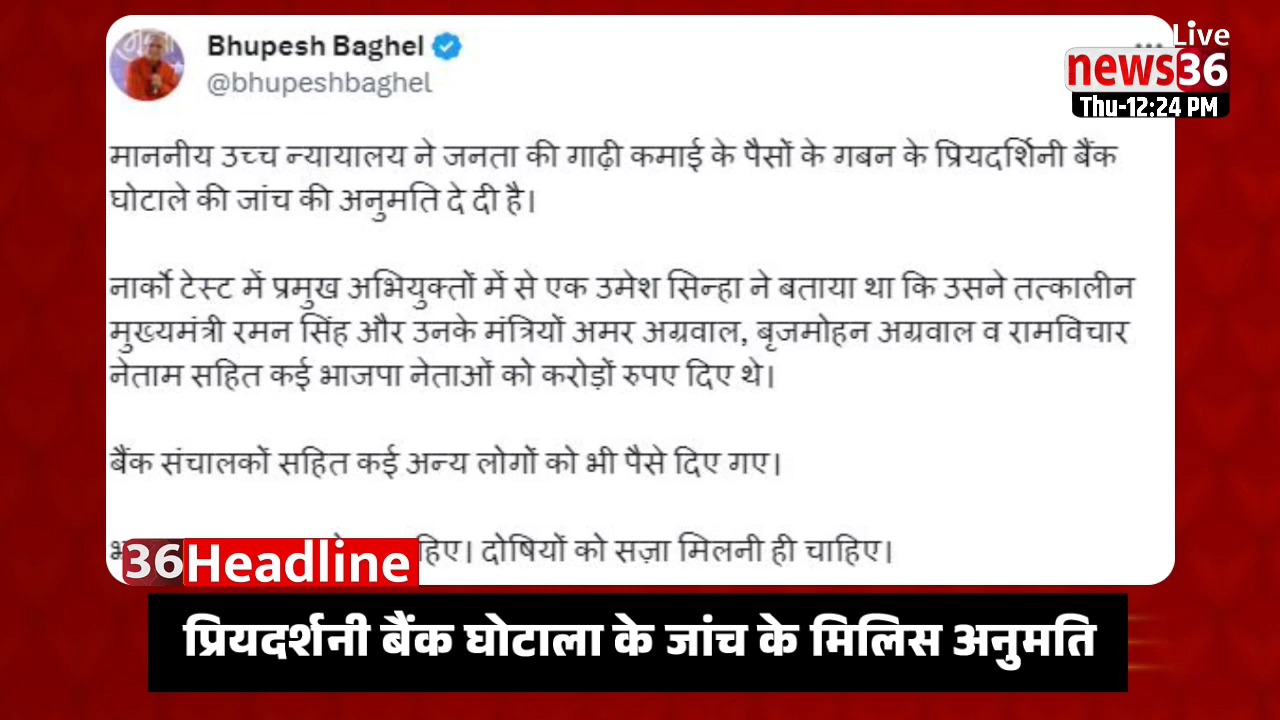 Bhupesh Baghel
@bhupeshbaghel
Live
news36
Thu-12:24 PM
माननीय उच्च न्यायालय ने जनता की गाढ़ी कमाई के पैसों के गबन के प्रियदर्शिनी बैंक
घोटाले की जांच की अनुमति दे दी है।
नार्को टेस्ट में प्रमुख अभियुक्तों में से एक उमेश सिन्हा ने बताया था कि उसने तत्कालीन
मुख्यमंत्री रमन सिंह और उनके मंत्रियों अमर अग्रवाल, बृजमोहन अग्रवाल व रामविचार
नेताम सहित कई भाजपा नेताओं को करोड़ों रुपए दिए थे।
बैंक संचालकों सहित कई अन्य लोगों को भी पैसे दिए गए।
दोषियों को सज़ा मिलनी ही चाहिए।
36 Headline
प्रियदर्शनी बैंक घोटाला के जांच के मिलिस अनुमति